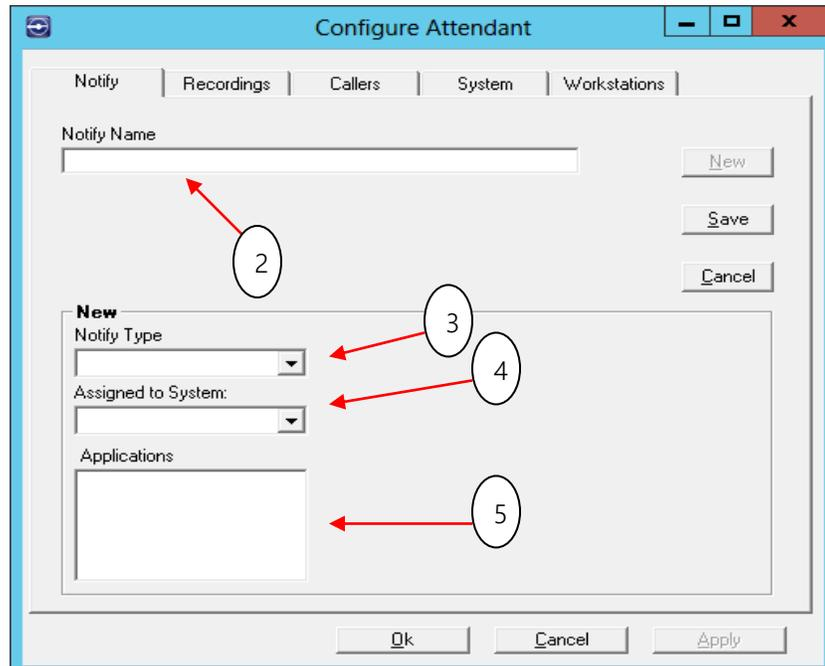 Configure Attendant
Notify Recordings Callers System Workstations
Notify Name
New
2
Save
Cancel
New
3
Notify Type
4
Assigned to System:
Applications
5
Ok Cancel Apply